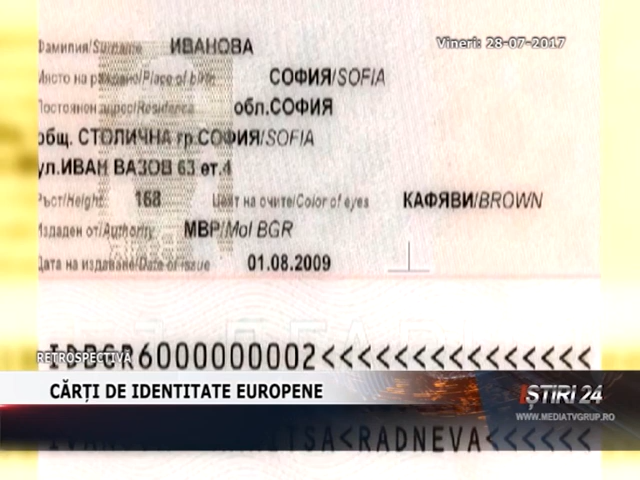 Фамилия/Surname ИВАНОВА
Vineri: 28-07-2017
Място на раждане/Place of birth СОФИЯ/SOFIA
Постоянен адрес/Residence обл.СОФИЯ
общ. СТОЛИЧНА гр.СОФИЯ/SOFIA
ул.ИВАН ВАЗОВ 63 ет.4
Ръст/Height 168 Цвят на очите/Color of eyes КАФЯВИ/BROWN
Издаден от/Authority МВР/MoI BGR
Дата на издаване/Date of issue 01.08.2009
IDBGR6000000002<<<<<<<<<<<<<<<
RETROSPECTIVĂ
CĂRȚI DE IDENTITATE EUROPENE
ȘTIRI 24
WWW.MEDIATVGRUP.RO
<RADNEVA<<<<<<